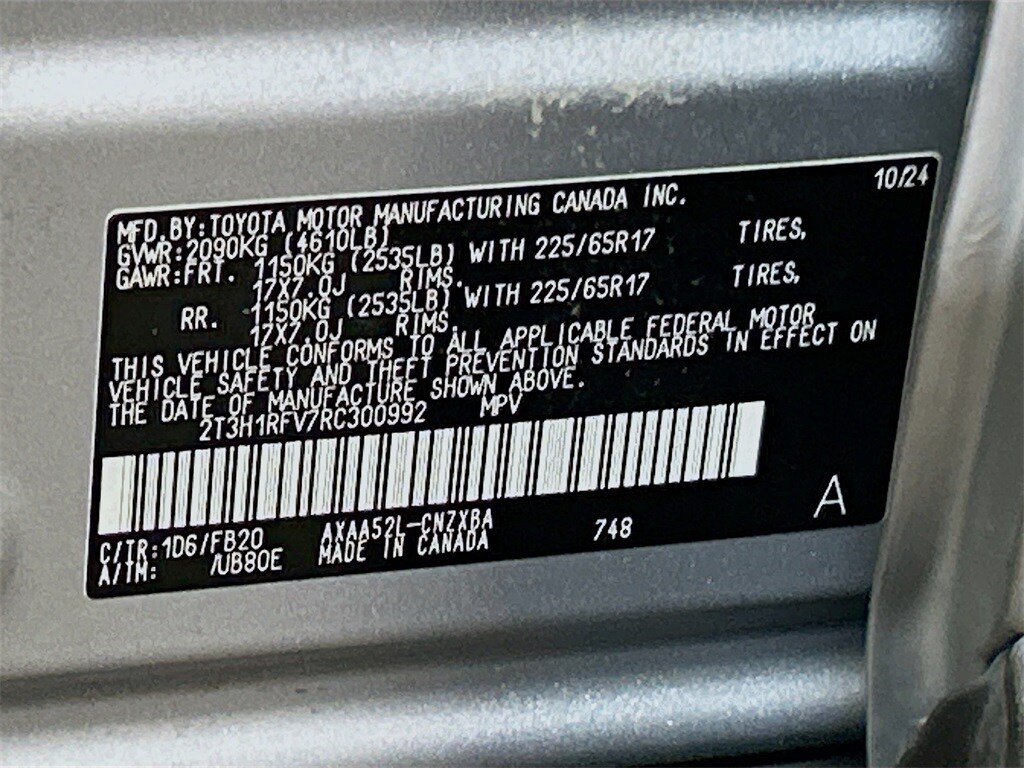 10/24
MFD.BY:TOYOTA MOTOR MANUFACTURING CANADA INC.
GVWR:2090KG (4610LB)
GAWR:FRT. 1150KG (2535LB) WITH 225/65R17 TIRES,
17X7.0J RIMS.
RR. 1150KG (2535LB) WITH 225/65R17 TIRES,
17X7.0J RIMS.
THIS VEHICLE CONFORMS TO ALL APPLICABLE FEDERAL MOTOR
VEHICLE SAFETY AND THEFT PREVENTION STANDARDS IN EFFECT ON
THE DATE OF MANUFACTURE SHOWN ABOVE.
2T3H1RFV7RC300992 MPV
C/TR:1D6/FB20 AXAA52L-CNZXBA 748 A
A/TM: /UB80E MADE IN CANADA